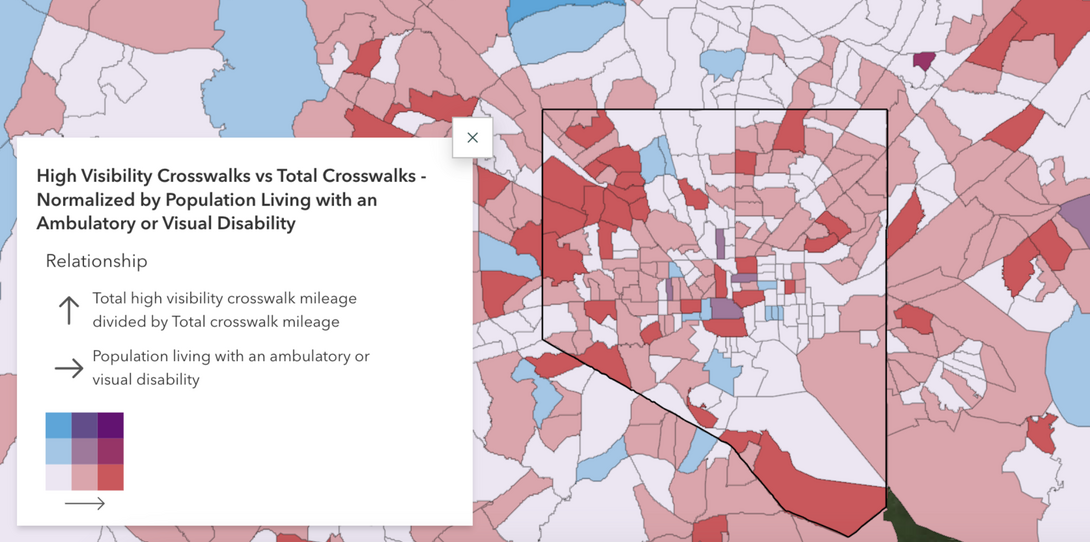 High Visibility Crosswalks vs Total Crosswalks -
Normalized by Population Living with an
Ambulatory or Visual Disability
Relationship
Total high visibility crosswalk mileage
divided by Total crosswalk mileage
Population living with an ambulatory or
visual disability